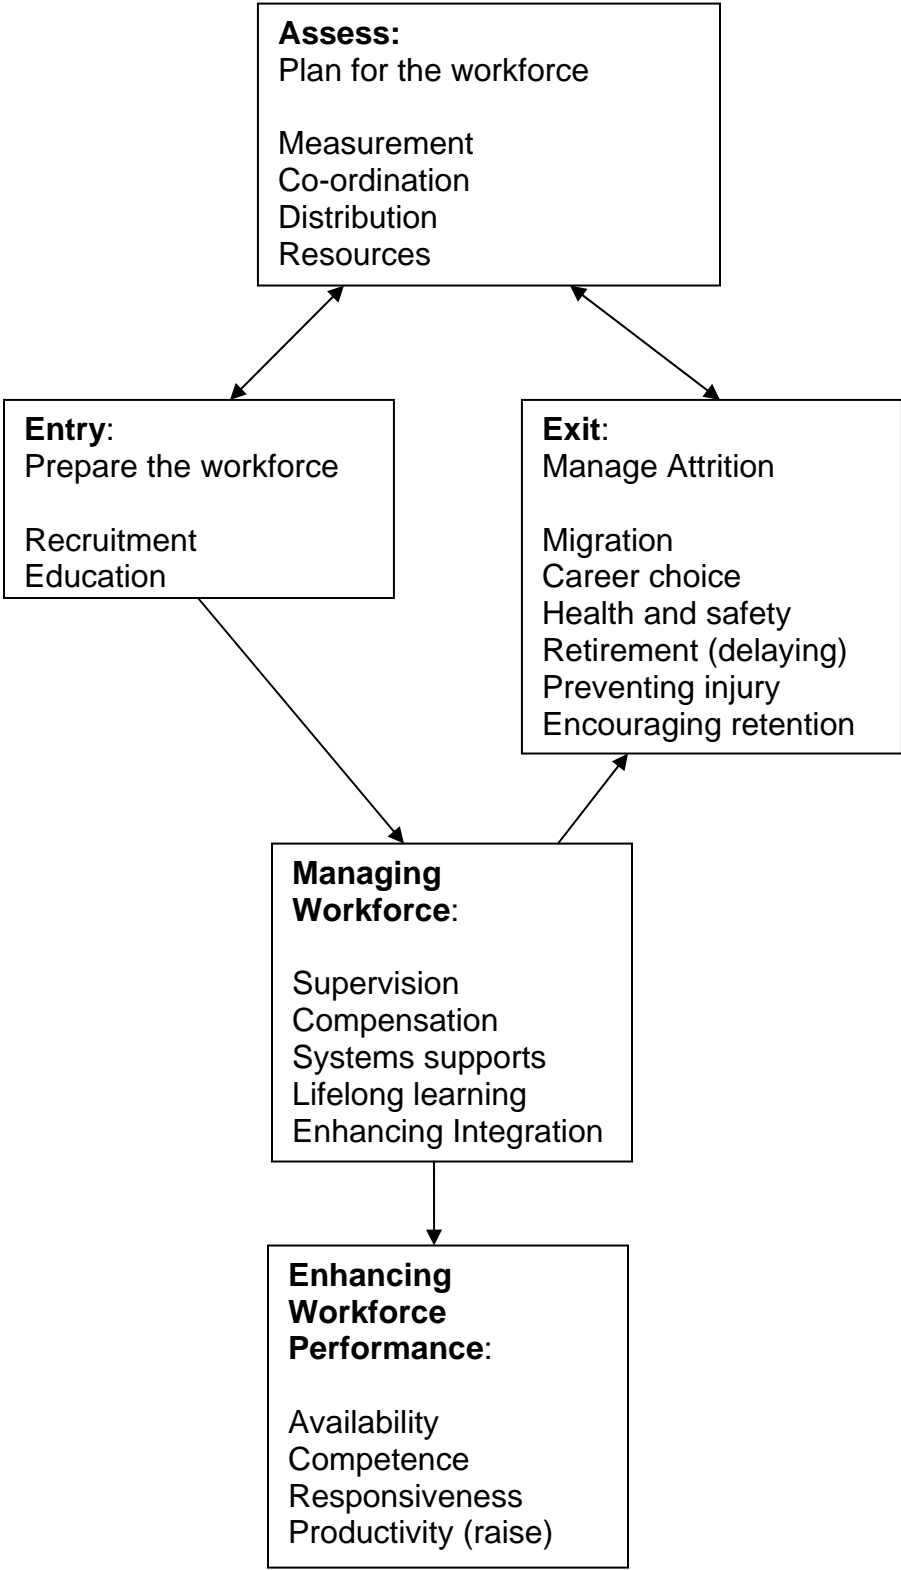 Assess:
Plan for the workforce
Measurement
Co-ordination
Distribution
Resources
Entry:
Prepare the workforce
Recruitment
Education
Exit:
Manage Attrition
Migration
Career choice
Health and safety
Retirement (delaying)
Preventing injury
Encouraging retention
Managing
Workforce:
Supervision
Compensation
Systems supports
Lifelong learning
Enhancing Integration
Enhancing
Workforce
Performance:
Availability
Competence
Responsiveness
Productivity (raise)